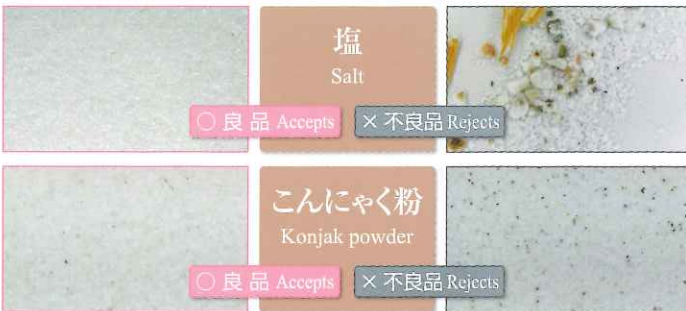 塩
Salt
○ 良 品 Accepts
× 不良品 Rejects
こんにゃく粉
Konjak powder
○ 良 品 Accepts
× 不良品 Rejects